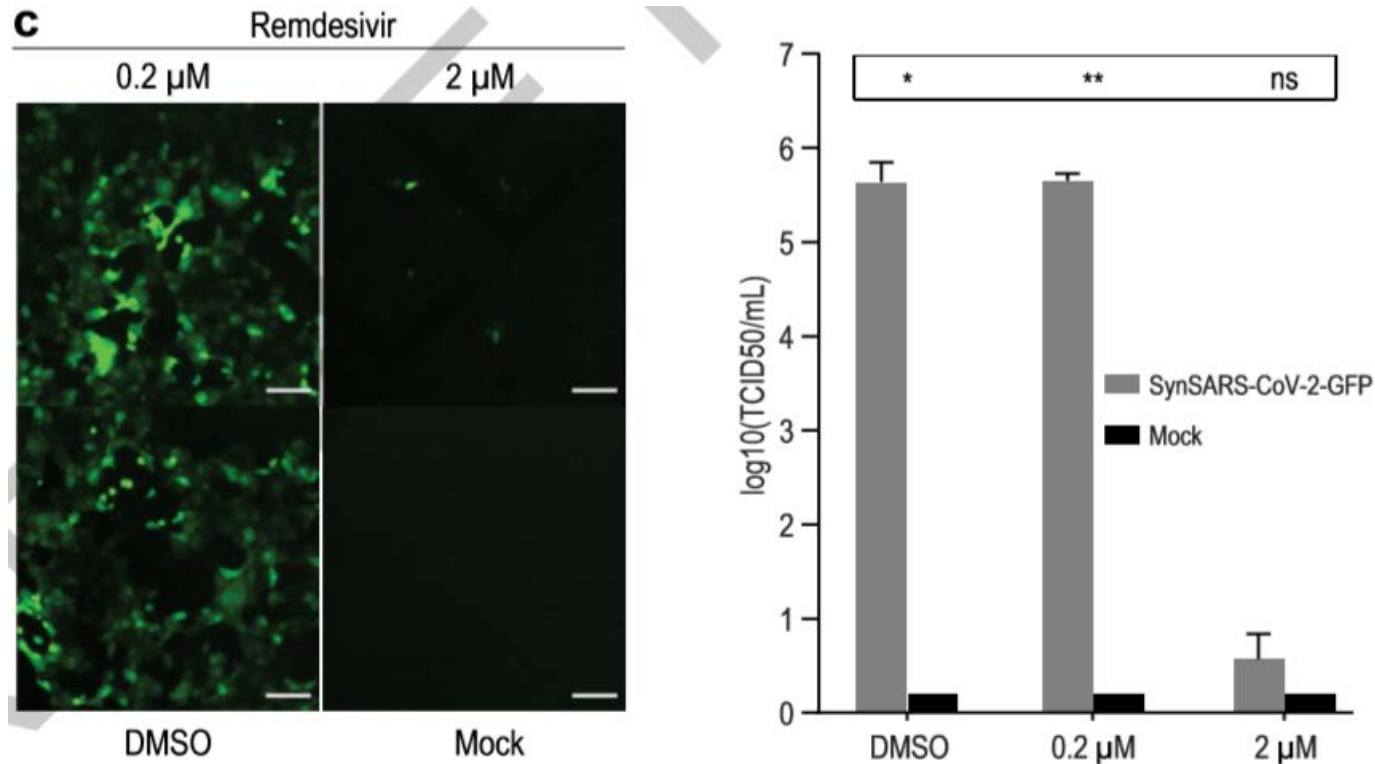 c
Remdesivir
0.2 µM 2 µM
DMSO Mock
log10(TCID50/mL)
7
6
5
4
3
2
1
0
* ** ns
SynSARS-CoV-2-GFP
Mock
DMSO 0.2 µM 2 µM